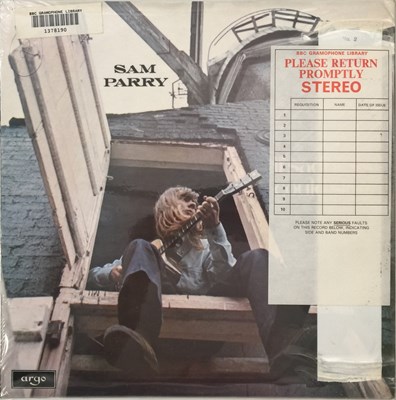 BBC GRAMOPHONE LIBRARY
1378190
SAM
PARRY
BBC GRAMOPHONE LIBRARY
PLEASE RETURN
PROMPTLY
STEREO
REQUISITION NAME DATE OF ISSUE
1
2
3
4
5
6
7
8
9
10
PLEASE NOTE ANY SERIOUS FAULTS
ON THIS RECORD BELOW, INDICATING
SIDE AND BAND NUMBERS
argo